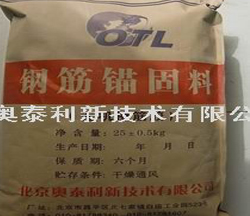 OTL
钢筋锚固料
奥泰利新技术有限公
净含量：25±0.5kg
生产日期： 年 月 日
保质期：六个月
贮存条件：干燥通风
北京奥泰利新技术有限公司